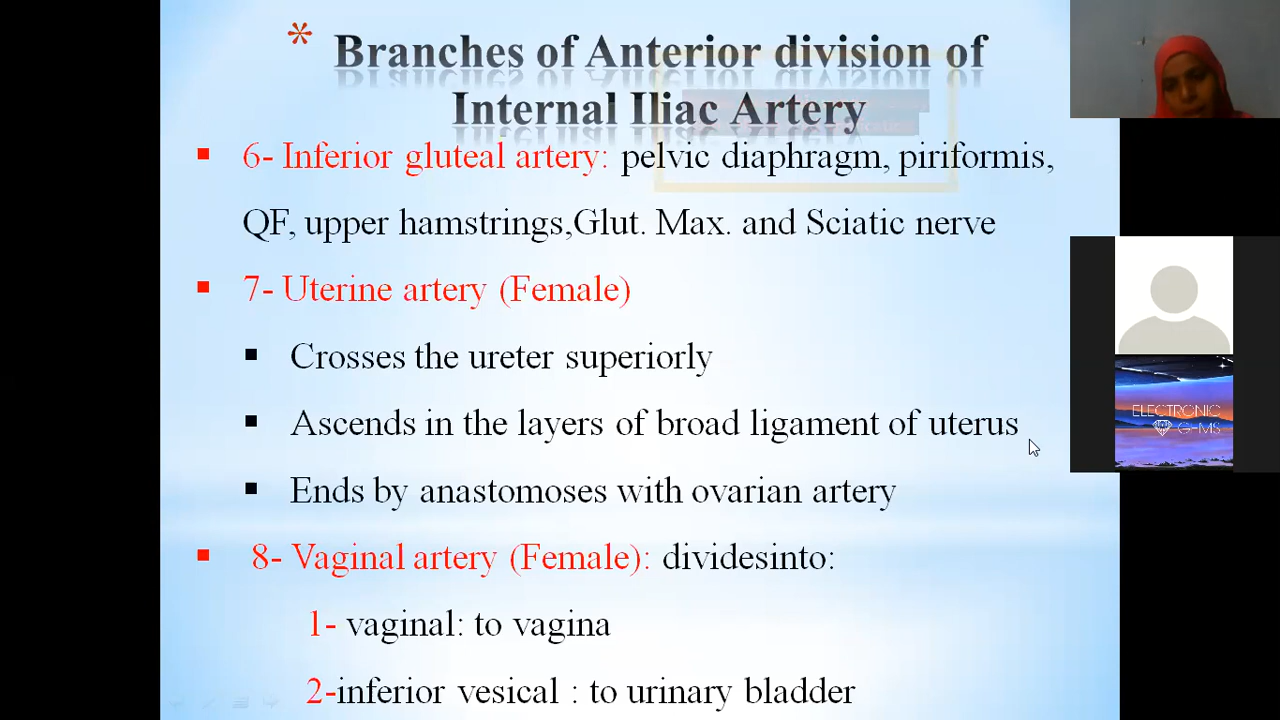 * Branches of Anterior division of
Internal Iliac Artery
▪ 6- Inferior gluteal artery: pelvic diaphragm, piriformis,
QF, upper hamstrings,Glut. Max. and Sciatic nerve
▪ 7- Uterine artery (Female)
▪ Crosses the ureter superiorly
▪ Ascends in the layers of broad ligament of uterus
▪ Ends by anastomoses with ovarian artery
▪ 8- Vaginal artery (Female): dividesinto:
1- vaginal: to vagina
2-inferior vesical : to urinary bladder
ELECTRONIC
GEMS